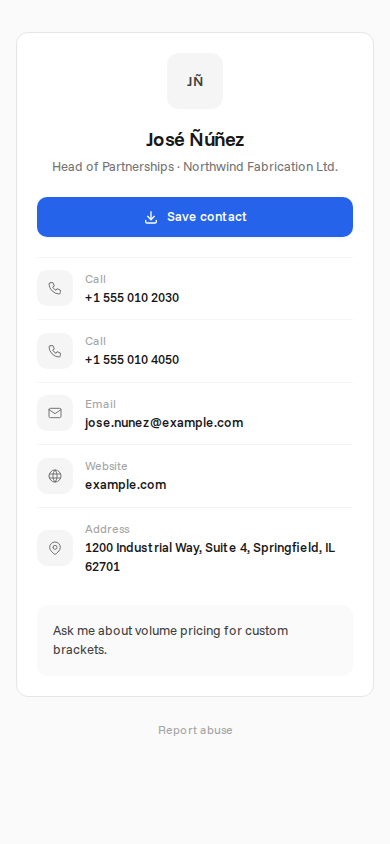 JÑ
José Ñúñez
Head of Partnerships · Northwind Fabrication Ltd.
Save contact
Call
+1 555 010 2030
Call
+1 555 010 4050
Email
jose.nunez@example.com
Website
example.com
Address
1200 Industrial Way, Suite 4, Springfield, IL
62701
Ask me about volume pricing for custom
brackets.
Report abuse